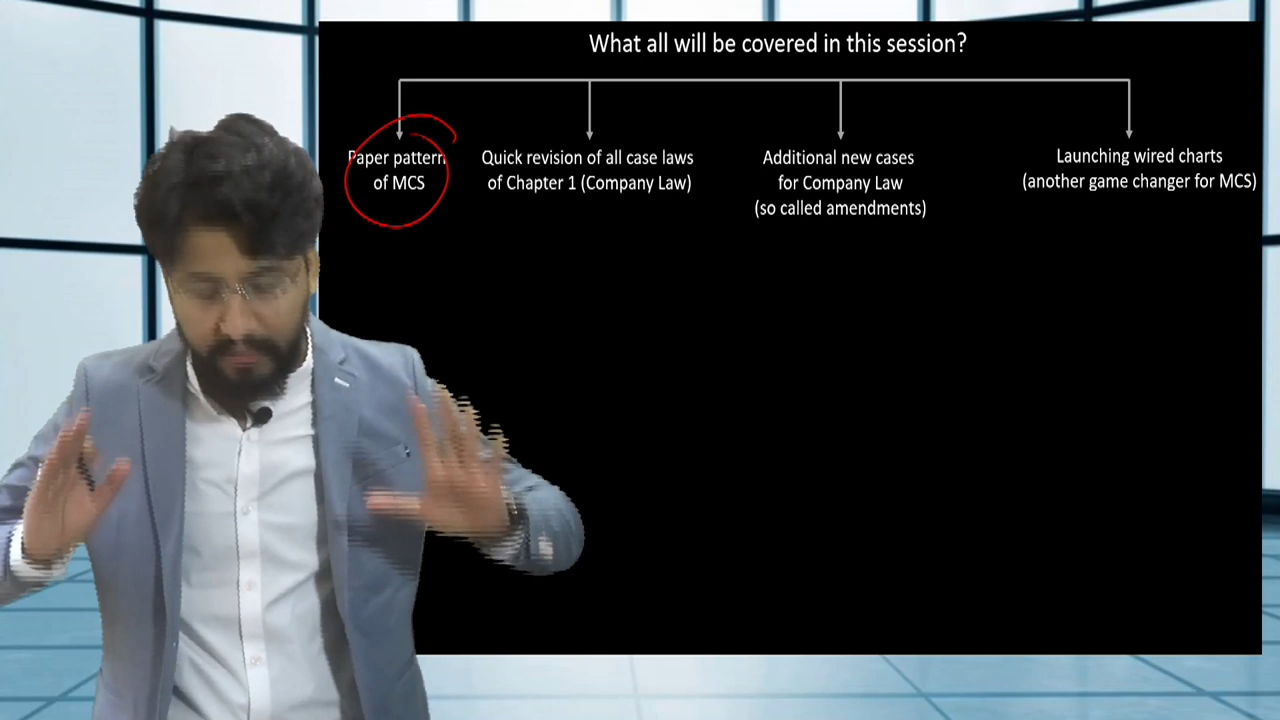 What all will be covered in this session?
Paper pattern
of MCS
Quick revision of all case laws
of Chapter 1 (Company Law)
Additional new cases
for Company Law
(so called amendments)
Launching wired charts
(another game changer for MCS)